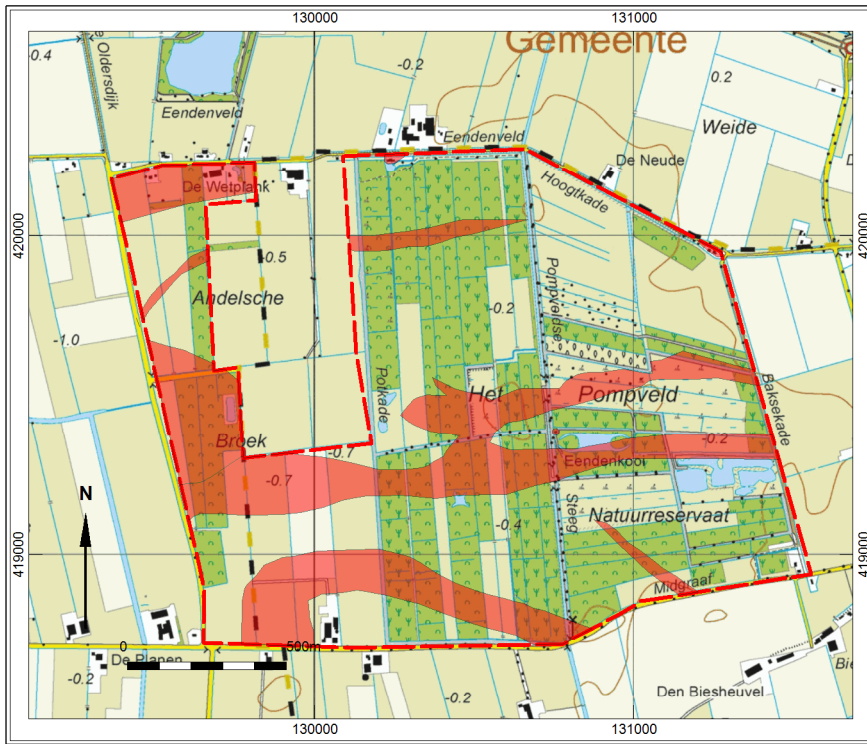 130000
131000
-0.4
e Oldersdijk
Gemeente
-0.2
0.2
Eendenveld
Eendenveld
Weide
De Neude
De Wetplank
Hoogtkade
420000
420000
-0.5
Andelsche
Pompveldse
-0.2
-1.0
Potkade
Het
Pompveld
Baksekade
Broek
-0.7
-0.2
Eendenkooi
-0.7
N
Steeg
Natuurreservaat
-0.4
419000
419000
Midgraaf
0
500m
De Planen
-0.2
-0.2
Den Biesheuvel
Bie
130000
131000